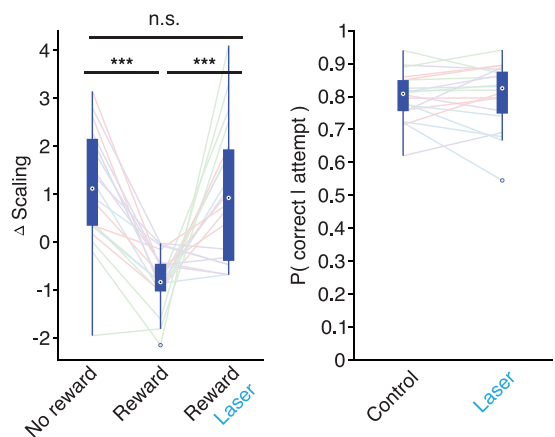 n.s.
*** ***
4
3
2
1
0
-1
-2
Δ Scaling
No reward
Reward
Reward
Laser
1
0.9
0.8
0.7
0.6
0.5
0.4
0.3
0.2
0.1
0
P( correct | attempt )
Control
Laser